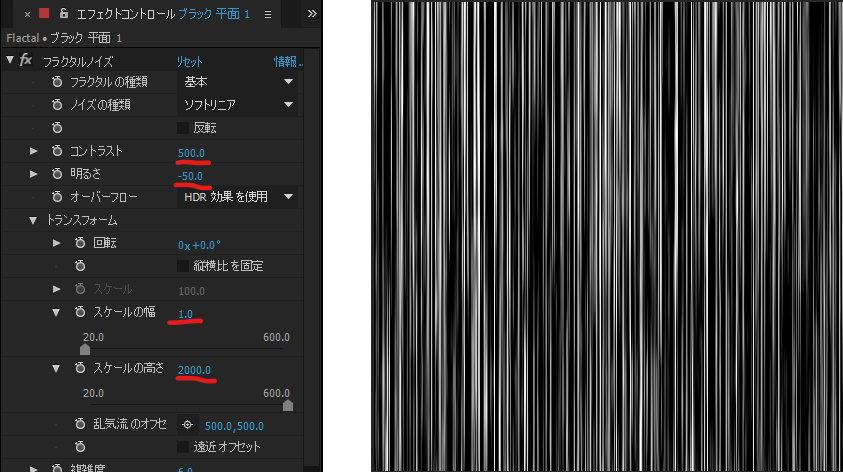 × エフェクトコントロール ブラック 平面 1 ≡ »
Flactal • ブラック 平面 1
fx フラクタルノイズ リセット 情報...
フラクタルの種類 基本
ノイズの種類 ソフトリニア
反転
コントラスト 500.0
明るさ -50.0
オーバーフロー HDR 効果を使用
トランスフォーム
回転 0x+0.0°
縦横比を固定
スケール 100.0
スケールの幅 1.0
20.0 600.0
スケールの高さ 2000.0
20.0 600.0
乱気流のオフセ 500.0,500.0
遠近オフセット
複雑度 6.0